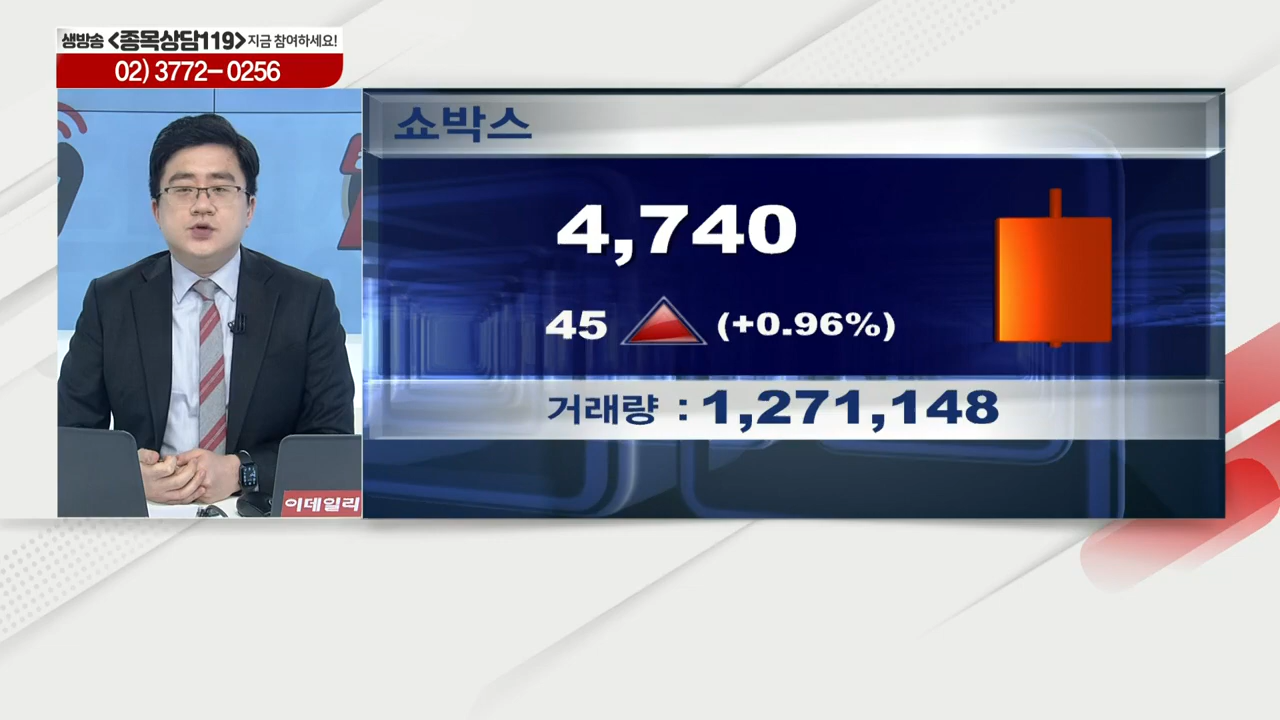 생방송 <종목상담119> 지금 참여하세요!
02) 3772-0256
쇼박스
4,740
45 (+0.96%)
거래량 : 1,271,148
이데일리